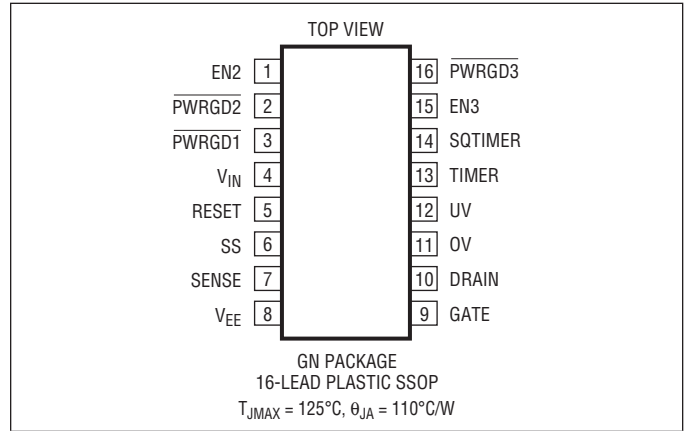 TOP VIEW
EN2 1
PWRGD2 2
PWRGD1 3
VIN 4
RESET 5
SS 6
SENSE 7
VEE 8
16 PWRGD3
15 EN3
14 SQTIMER
13 TIMER
12 UV
11 OV
10 DRAIN
9 GATE
GN PACKAGE
16-LEAD PLASTIC SSOP
TJMAX = 125°C, θJA = 110°C/W